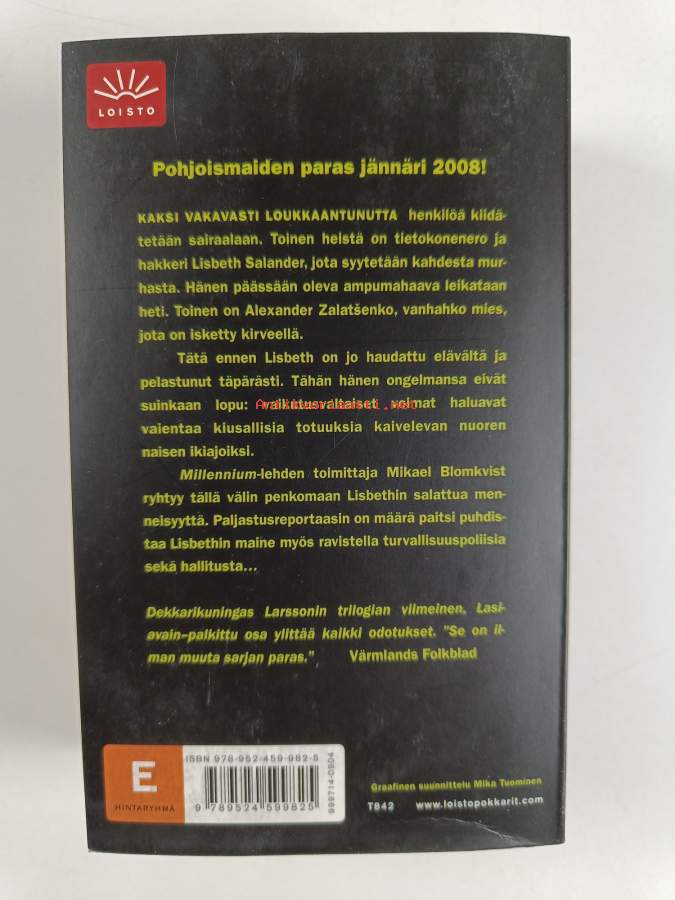 LOISTO
Pohjoismaiden paras jännäri 2008!
KAKSI VAKAVASTI LOUKKAANTUNUTTA henkilöä kiidä-
tetään sairaalaan. Toinen heistä on tietokonenero ja
hakkeri Lisbeth Salander, jota syytetään kahdesta mur-
hasta. Hänen päässään oleva ampumahaava leikataan
heti. Toinen on Alexander Zalatšenko, vanhahko mies,
jota on isketty kirveellä.
Tätä ennen Lisbeth on jo haudattu elävältä ja
pelastunut täpärästi. Tähän hänen ongelmansa eivät
suinkaan lopu: vaikutusvaltaiset voimat haluavat
vaientaa kiusallisia totuuksia kaivelevan nuoren
naisen ikiajoiksi.
Millennium-lehden toimittaja Mikael Blomkvist
ryhtyy tällä välin penkomaan Lisbethin salattua men-
neisyyttä. Paljastusreportaasin on määrä paitsi puhdis-
taa Lisbethin maine myös ravistella turvallisuuspoliisia
sekä hallitusta...
Dekkarikuningas Larssonin trilogian viimeinen, Lasi-
avain–palkittu osa ylittää kaikki odotukset. "Se on il-
man muuta sarjan paras." Värmlands Folkblad
E
HINTARYHMÄ
ISBN 978-952-459-982-5
9 789524 599825
999714-0904
Graafinen suunnittelu Mika Tuominen
T842 www.loistopokkarit.com